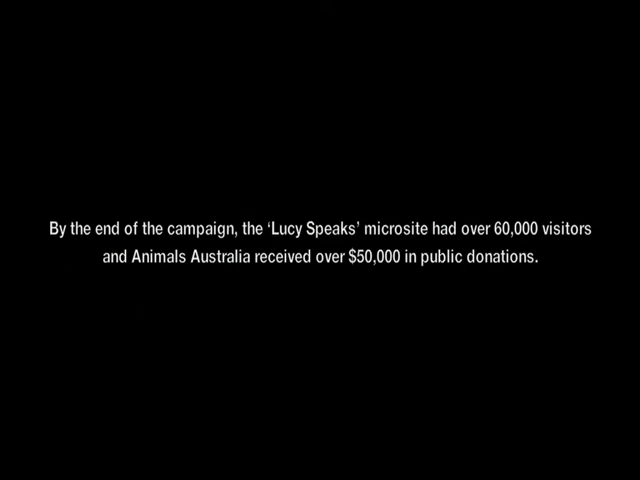 By the end of the campaign, the ‘Lucy Speaks’ microsite had over 60,000 visitors
and Animals Australia received over $50,000 in public donations.